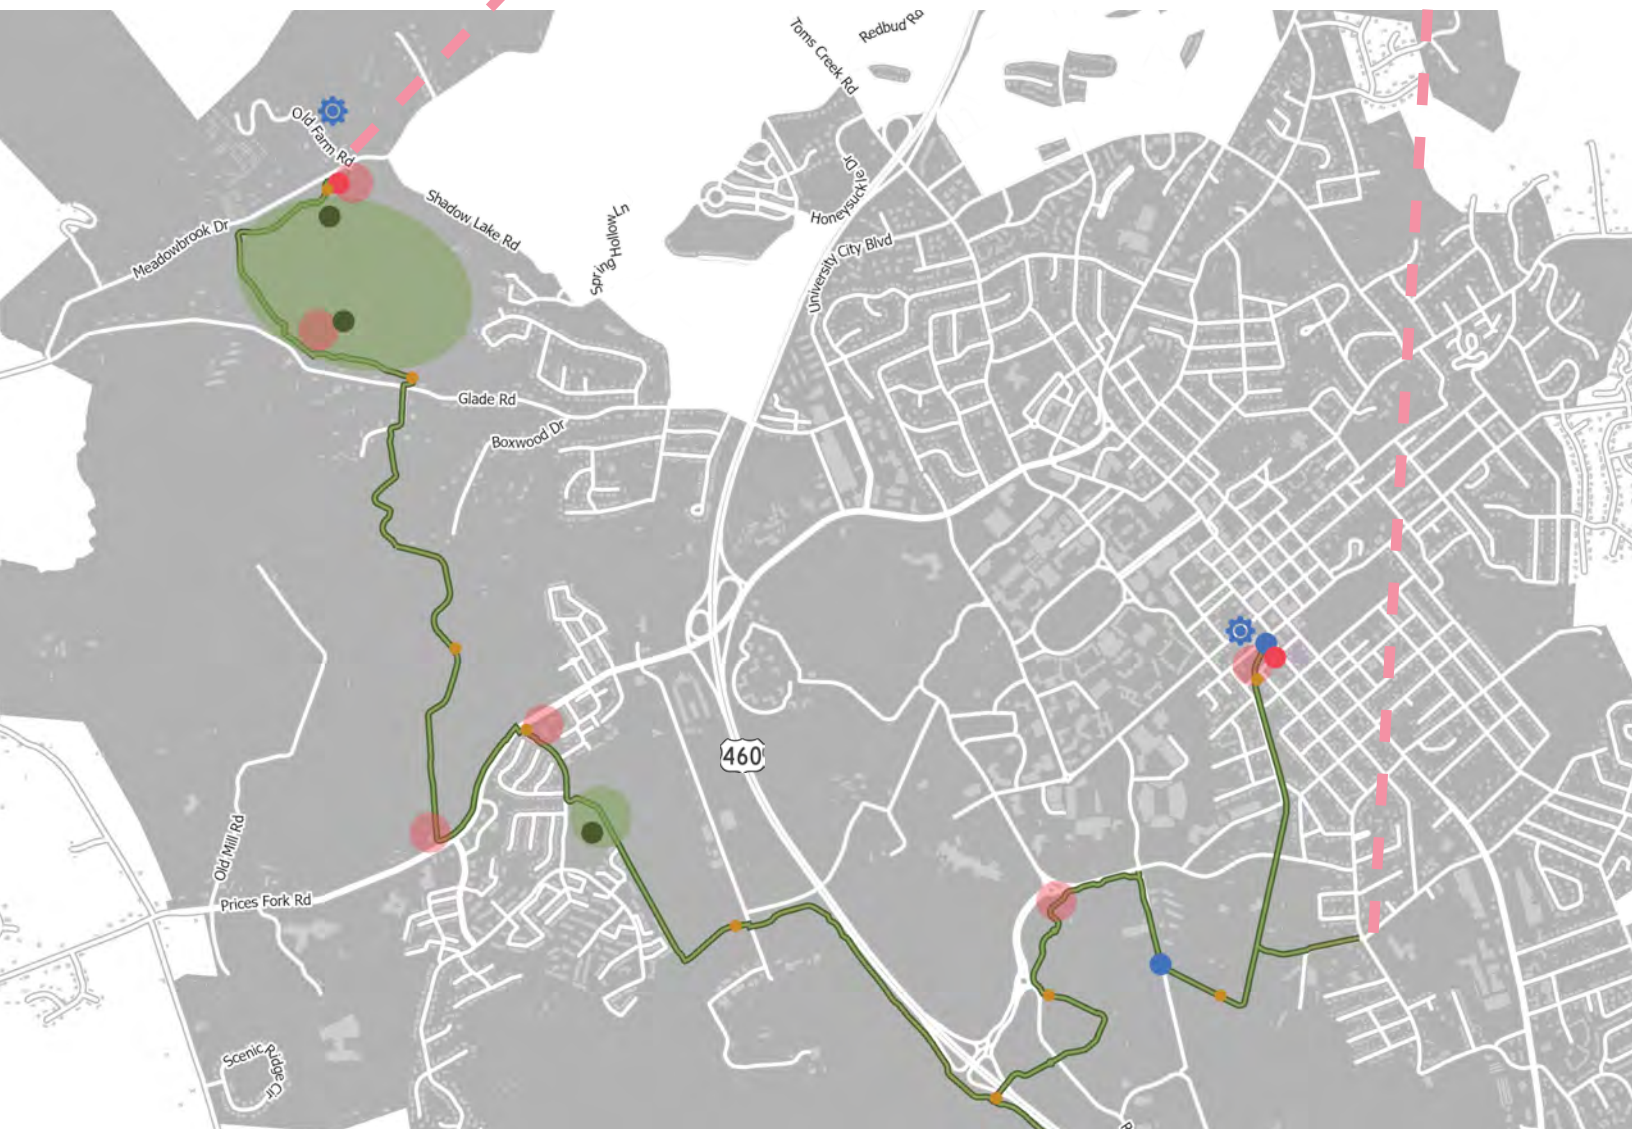 Toms Creek Rd
Redbud Rd
Old Farm Rd
Honeysuckle Dr
Shadow Lake Rd
Spring Hollow Ln
Meadowbrook Dr
University City Blvd
Glade Rd
Boxwood Dr
460
Old Mill Rd
Prices Fork Rd
Scenic Ridge Cir